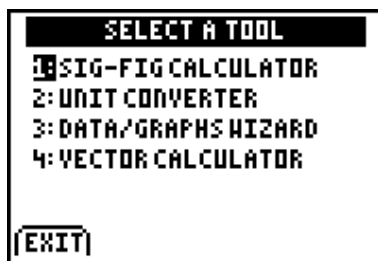 SELECT A TOOL
1:SIG-FIG CALCULATOR
2:UNIT CONVERTER
3:DATA/GRAPHS WIZARD
4:VECTOR CALCULATOR
EXIT